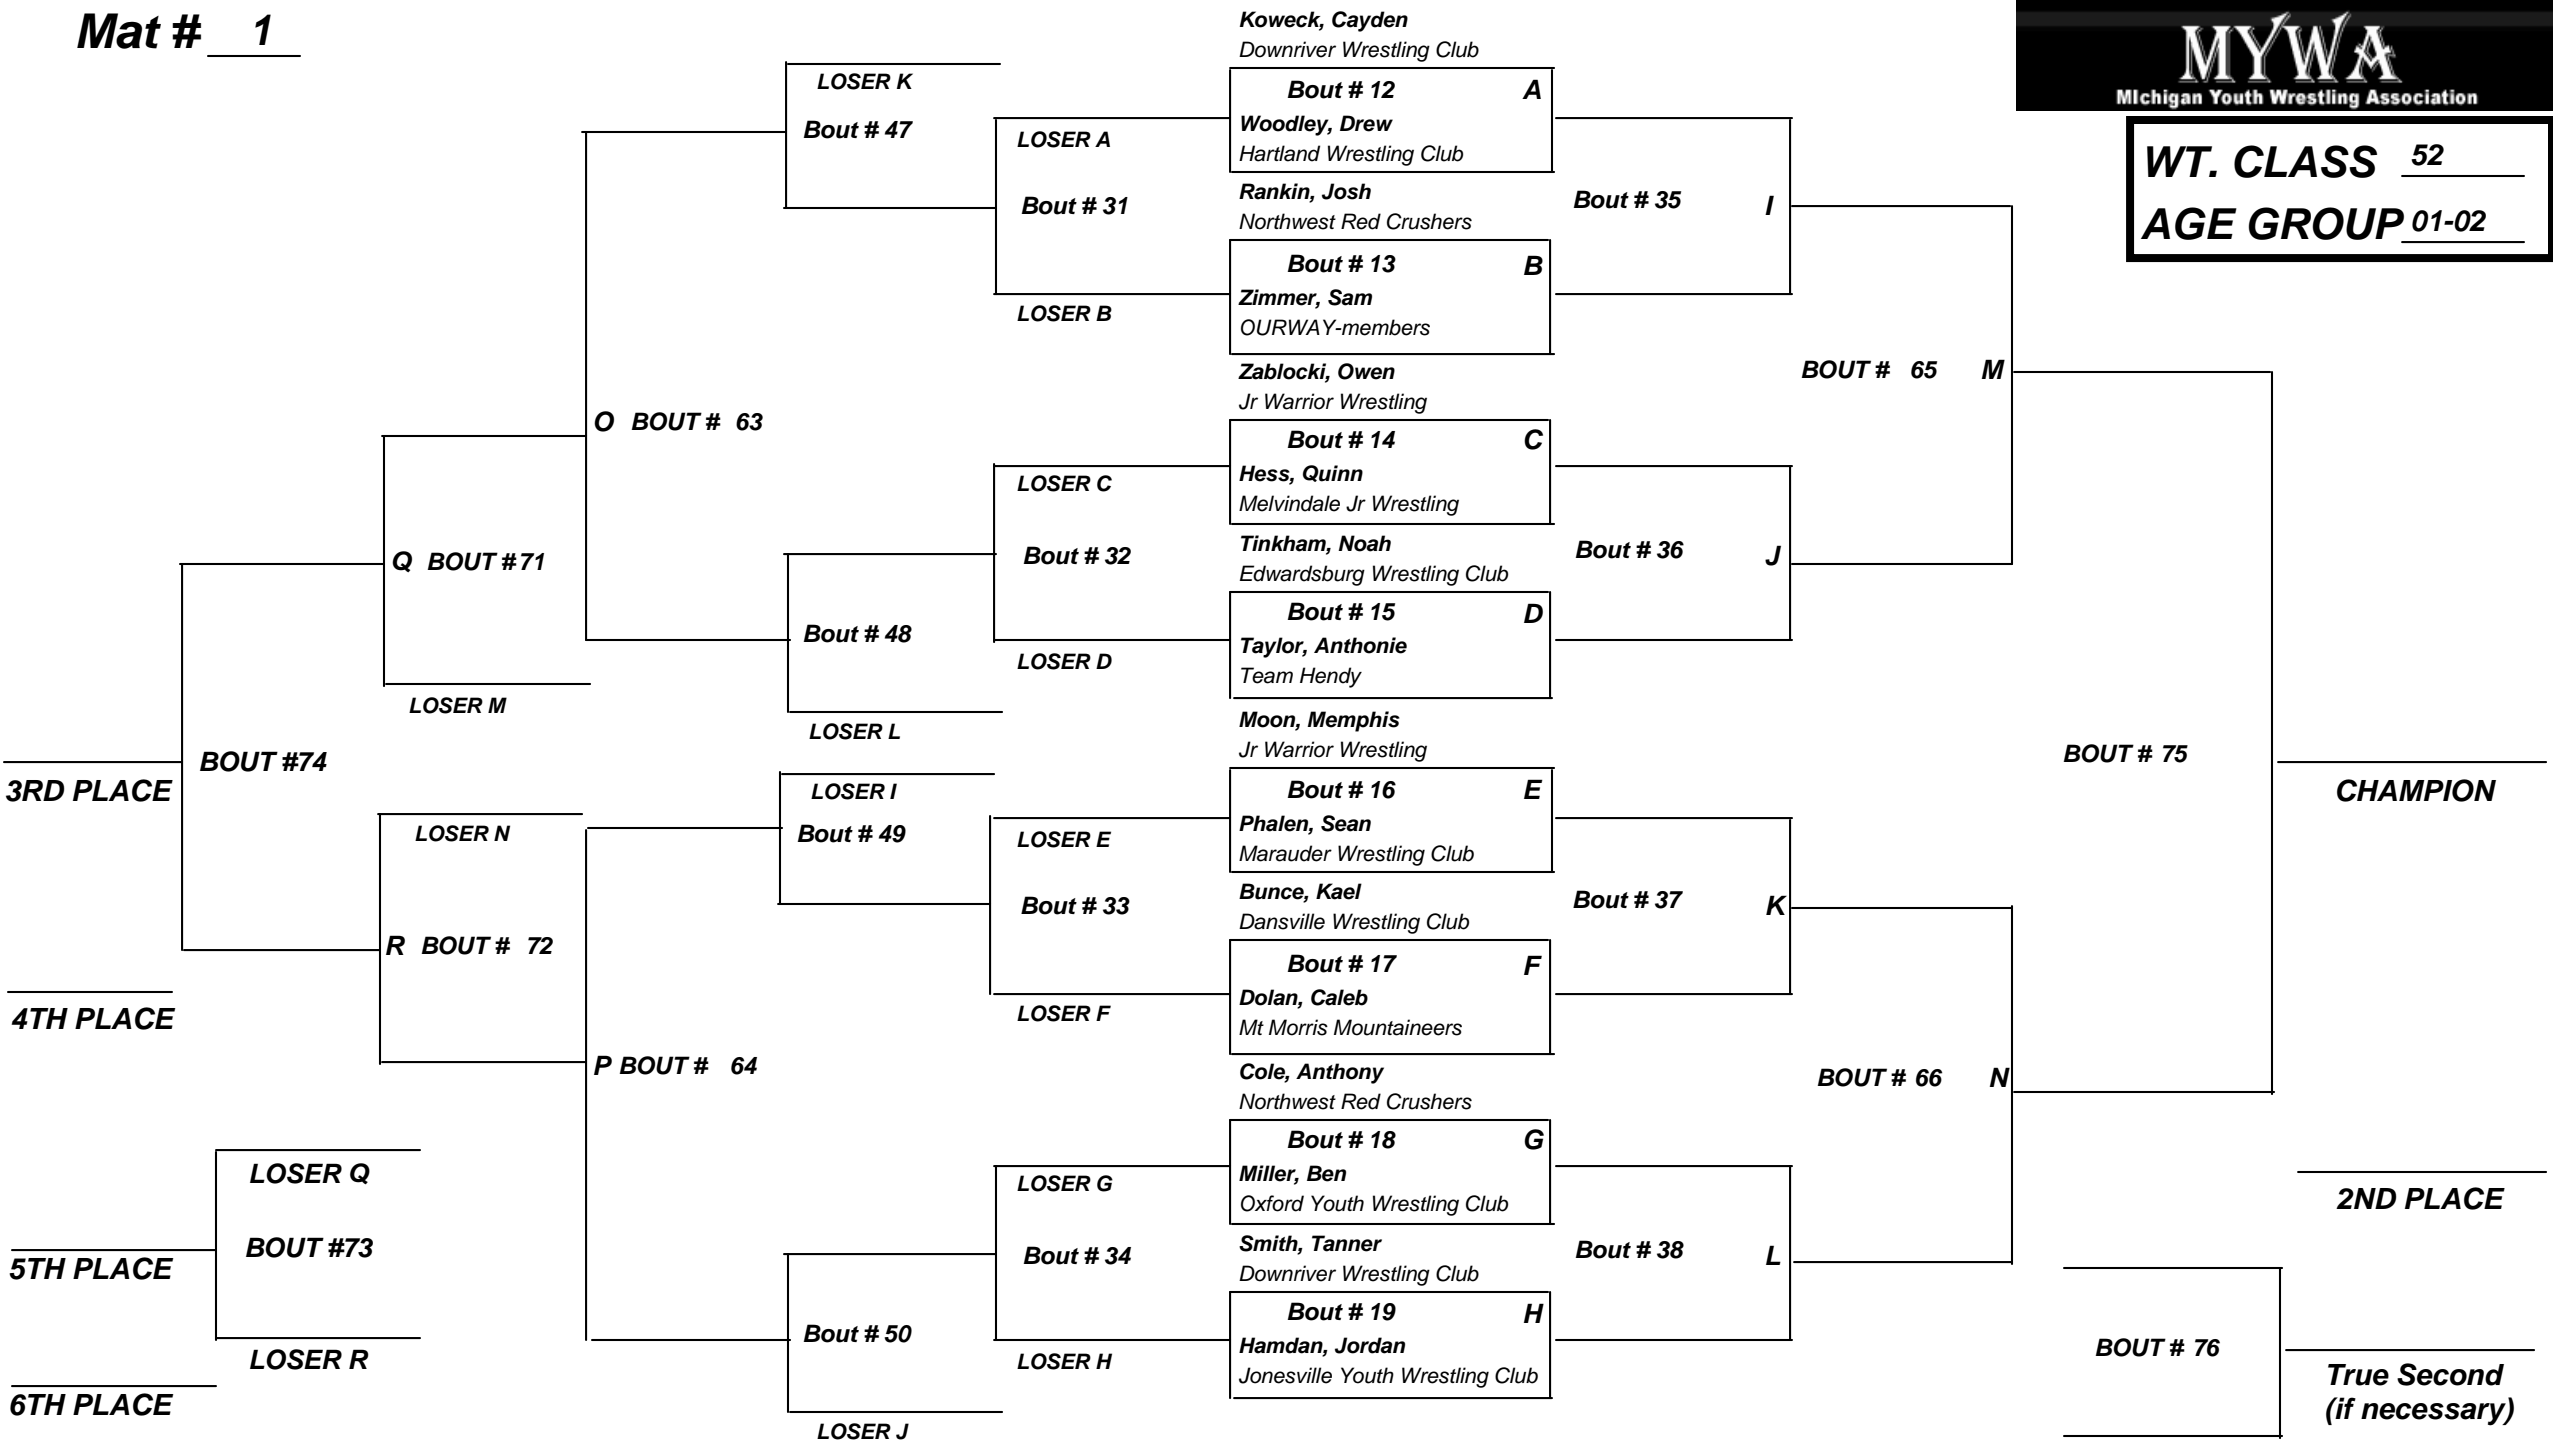 Mat # 1
MYWA
MIchigan Youth Wrestling Association
WT. CLASS 52
AGE GROUP 01-02
Koweck, Cayden
Downriver Wrestling Club
Bout # 12 A
Woodley, Drew
Hartland Wrestling Club
Rankin, Josh
Northwest Red Crushers
Bout # 13 B
Zimmer, Sam
OURWAY-members
Zablocki, Owen
Jr Warrior Wrestling
Bout # 14 C
Hess, Quinn
Melvindale Jr Wrestling
Tinkham, Noah
Edwardsburg Wrestling Club
Bout # 15 D
Taylor, Anthonie
Team Hendy
Moon, Memphis
Jr Warrior Wrestling
Bout # 16 E
Phalen, Sean
Marauder Wrestling Club
Bunce, Kael
Dansville Wrestling Club
Bout # 17 F
Dolan, Caleb
Mt Morris Mountaineers
Cole, Anthony
Northwest Red Crushers
Bout # 18 G
Miller, Ben
Oxford Youth Wrestling Club
Smith, Tanner
Downriver Wrestling Club
Bout # 19 H
Hamdan, Jordan
Jonesville Youth Wrestling Club
Bout # 35 I
Bout # 36 J
Bout # 37 K
Bout # 38 L
BOUT # 65 M
BOUT # 66 N
BOUT # 75
CHAMPION
2ND PLACE
BOUT # 76
True Second
(if necessary)
LOSER A
Bout # 31
LOSER B
LOSER C
Bout # 32
LOSER D
LOSER E
Bout # 33
LOSER F
LOSER G
Bout # 34
LOSER H
LOSER K
Bout # 47
Bout # 48
LOSER L
LOSER I
Bout # 49
Bout # 50
LOSER J
O BOUT # 63
P BOUT # 64
Q BOUT #71
LOSER M
LOSER N
R BOUT # 72
BOUT #74
3RD PLACE
4TH PLACE
LOSER Q
BOUT #73
LOSER R
5TH PLACE
6TH PLACE